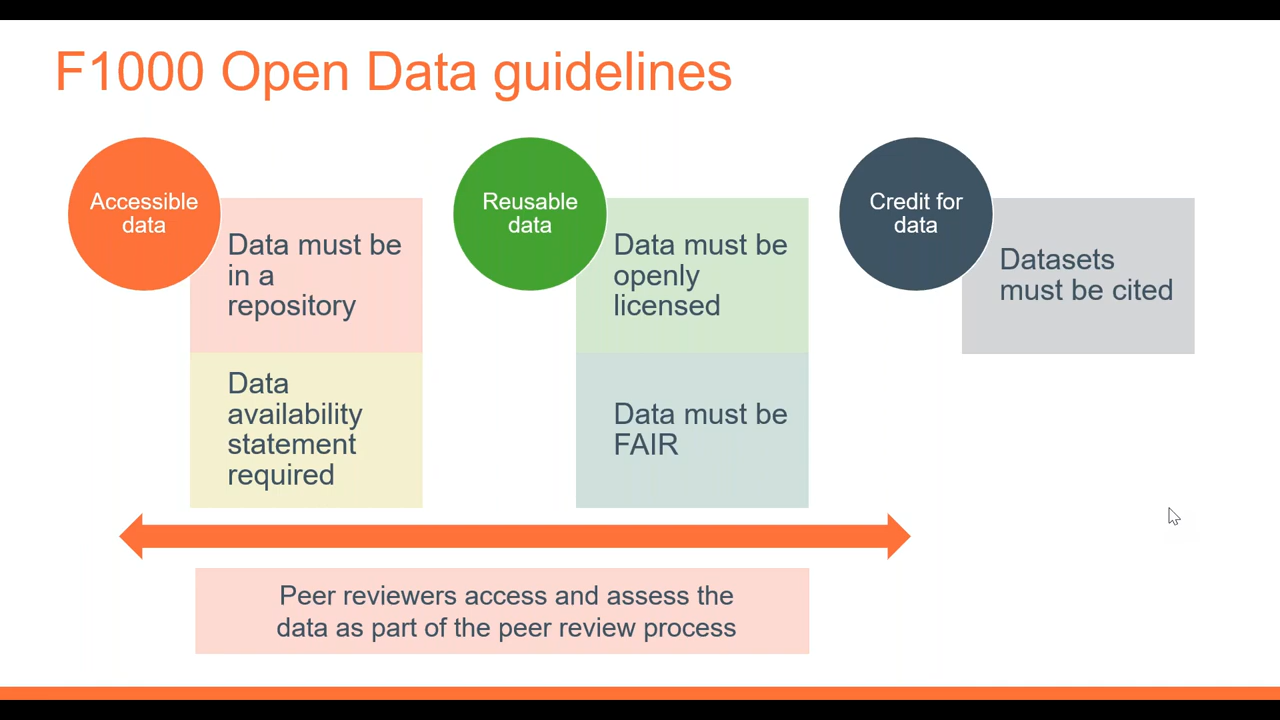 F1000 Open Data guidelines
Accessible
data
Data must be
in a
repository
Data
availability
statement
required
Reusable
data
Data must be
openly
licensed
Data must be
FAIR
Credit for
data
Datasets
must be cited
Peer reviewers access and assess the
data as part of the peer review process